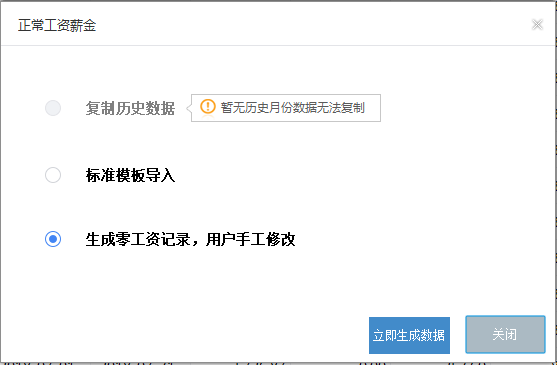 正常工资薪金
复制历史数据
暂无历史月份数据无法复制
标准模板导入
生成零工资记录，用户手工修改
立即生成数据
关闭